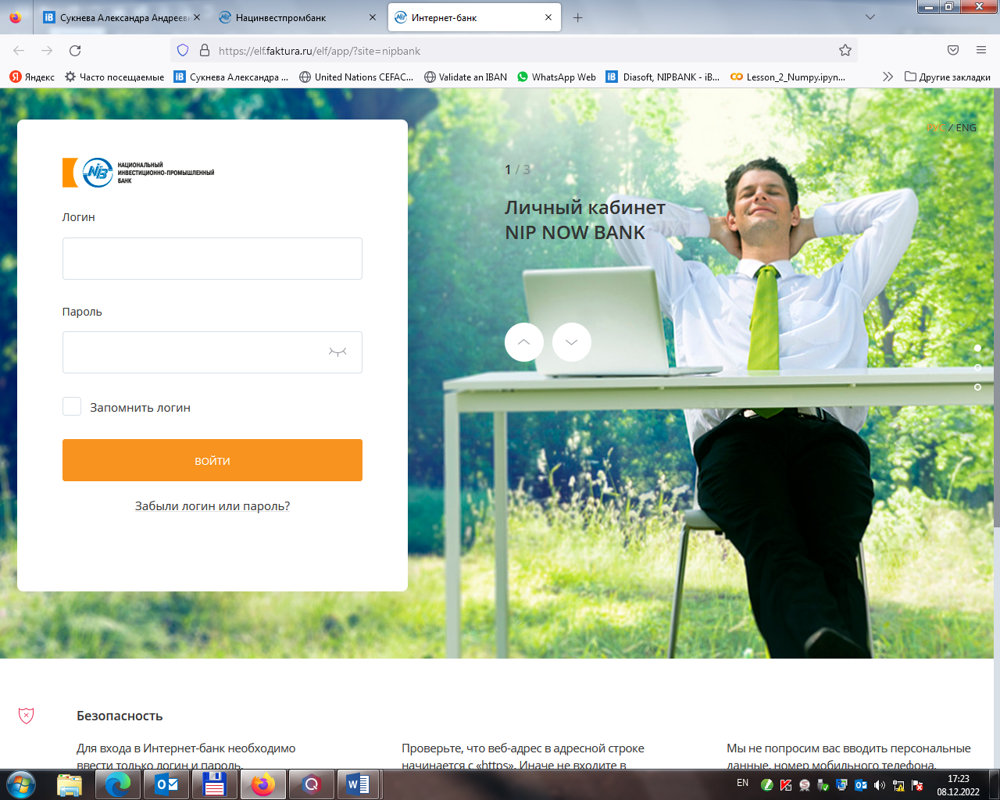 Сукнева Александра Андреев
Нацинвестпромбанк
Интернет-банк
https://elf.faktura.ru/elf/app/?site=nipbank
Яндекс
Часто посещаемые
Сукнева Александра ...
United Nations CEFAC...
Validate an IBAN
WhatsApp Web
Diasoft, NIPBANK - iB...
Lesson_2_Numpy.ipyn...
Другие закладки
РУС / ENG
НАЦИОНАЛЬНЫЙ
ИНВЕСТИЦИОННО-ПРОМЫШЛЕННЫЙ
БАНК
Логин
Пароль
Запомнить логин
ВОЙТИ
Забыли логин или пароль?
1 / 3
Личный кабинет
NIP NOW BANK
Безопасность
Для входа в Интернет-банк необходимо
ввести только логин и пароль.
Проверьте, что веб-адрес в адресной строке
начинается с «https». Иначе не входите в
Мы не попросим вас вводить персональные
данные, номер мобильного телефона.
EN
17:23
08.12.2022